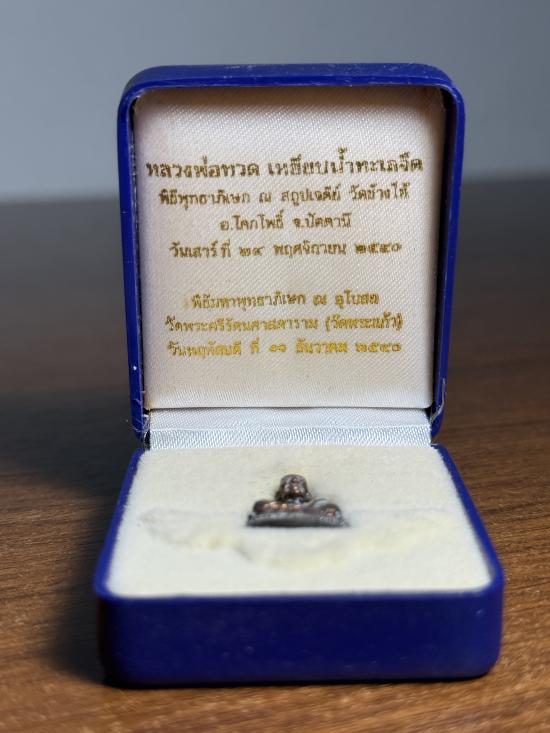 หลวงพ่อทวด เหยียบน้ำทะเลจืด
พิธีพุทธาภิเษก ณ สถูปเจดีย์ วัดช้างให้
อ.โคกโพธิ์ จ.ปัตตานี
วันเสาร์ ที่ ๒๙ พฤศจิกายน ๒๕๔๐
พิธีมหาพุทธาภิเษก ณ อุโบสถ
วัดพระศรีรัตนศาสดาราม (วัดพระแก้ว)
วันพฤหัสบดี ที่ ๑๑ ธันวาคม ๒๕๔๐